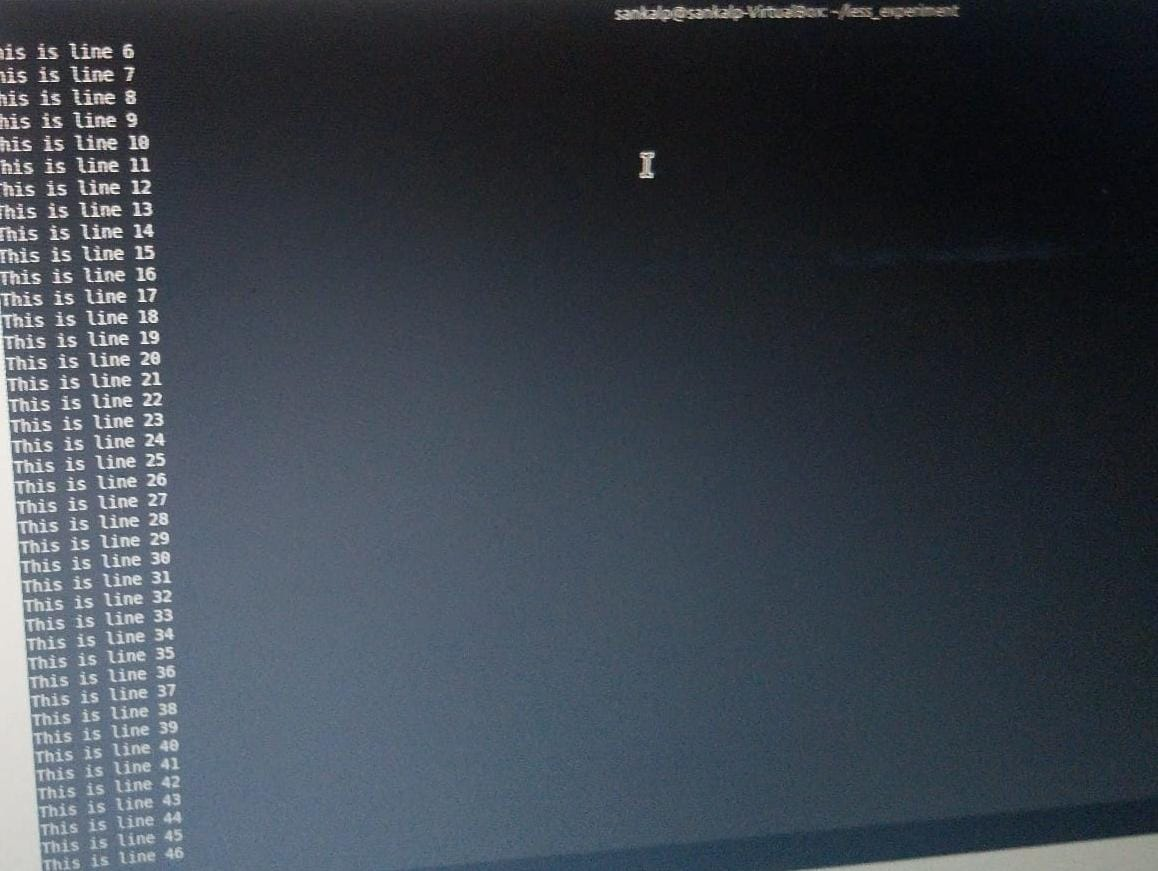 sankalp@sankalp-VirtualBox: ~/less_experiment
his is line 6
his is line 7
his is line 8
his is line 9
his is line 10
his is line 11
This is line 12
This is line 13
This is line 14
This is line 15
This is line 16
This is line 17
This is line 18
This is line 19
This is line 20
This is line 21
This is line 22
This is line 23
This is line 24
This is line 25
This is line 26
This is line 27
This is line 28
This is line 29
This is line 30
This is line 31
This is line 32
This is line 33
This is line 34
This is line 35
This is line 36
This is line 37
This is line 38
This is line 39
This is line 40
This is line 41
This is line 42
This is line 43
This is line 44
This is line 45
This is line 46